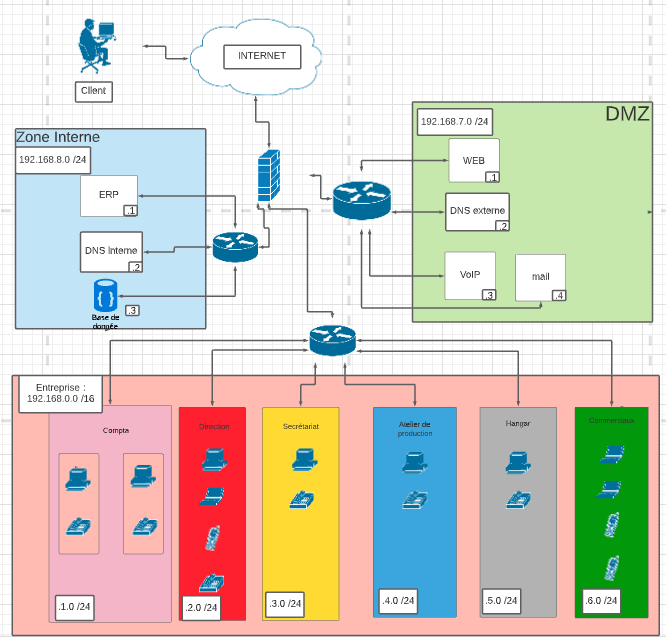 INTERNET
Client
DMZ
192.168.7.0 /24
WEB
.1
DNS externe
.2
VoIP
.3
mail
.4
Zone Interne
192.168.8.0 /24
ERP
.1
DNS Interne
.2
Base de
donnée
.3
Entreprise :
192.168.0.0 /16
Compta
.1.0 /24
Direction
.2.0 /24
Secrétariat
.3.0 /24
Atelier de
production
.4.0 /24
Hangar
.5.0 /24
Commerciaux
.6.0 /24